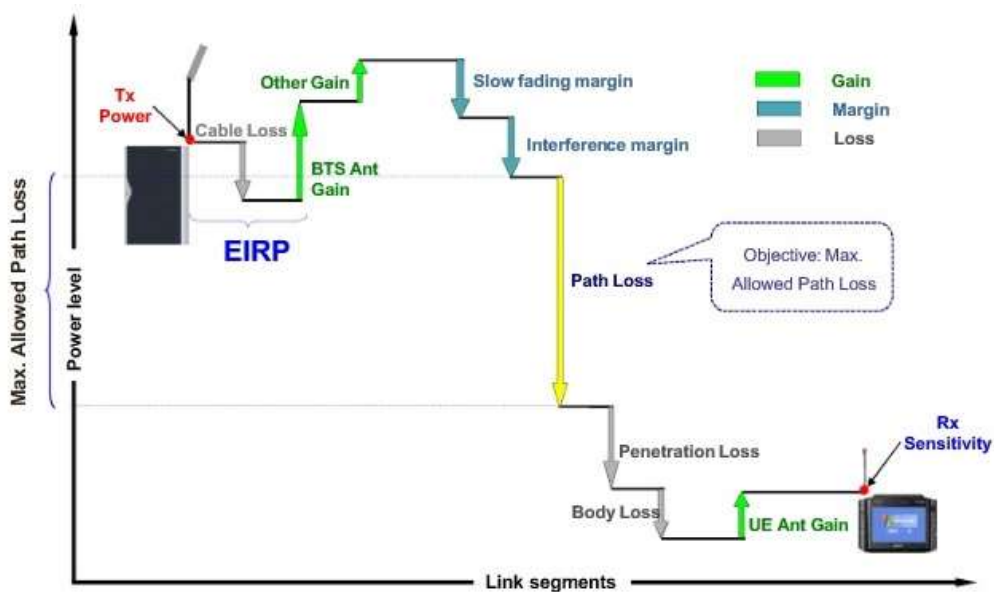 Other Gain
Slow fading margin
Gain
Margin
Loss
Tx
Power
Cable Loss
Interference margin
BTS Ant
Gain
EIRP
Max. Allowed Path Loss
Power level
Path Loss
Objective: Max.
Allowed Path Loss
Rx
Sensitivity
Penetration Loss
Body Loss
UE Ant Gain
Link segments